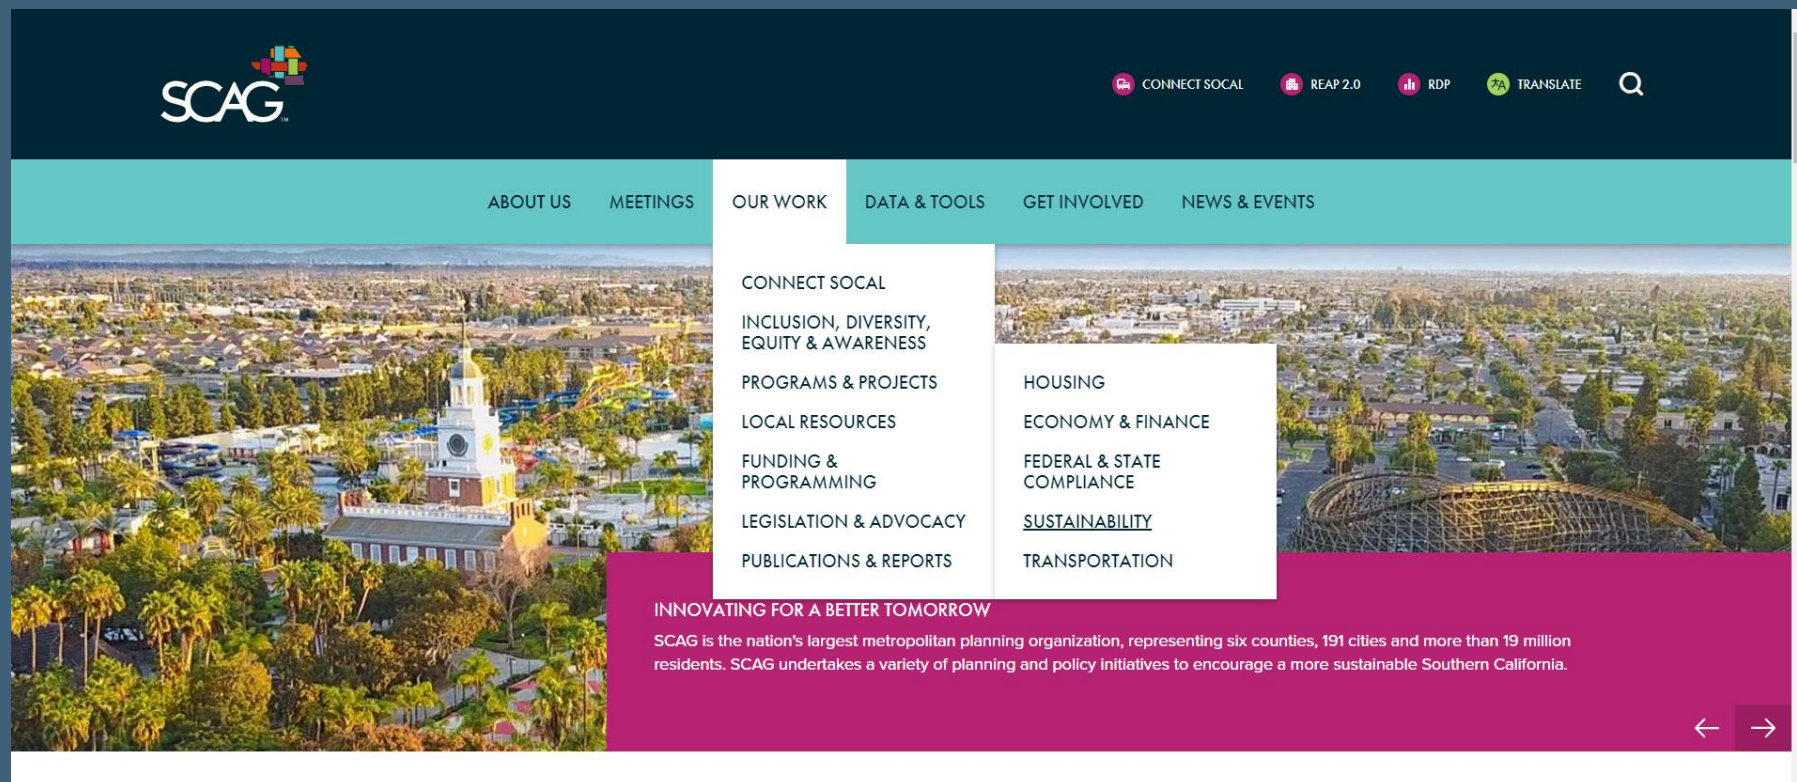 SCAG™
CONNECT SOCAL
REAP 2.0
RDP
TRANSLATE
ABOUT US
MEETINGS
OUR WORK
DATA & TOOLS
GET INVOLVED
NEWS & EVENTS
CONNECT SOCAL
INCLUSION, DIVERSITY,
EQUITY & AWARENESS
PROGRAMS & PROJECTS
LOCAL RESOURCES
FUNDING &
PROGRAMMING
LEGISLATION & ADVOCACY
PUBLICATIONS & REPORTS
HOUSING
ECONOMY & FINANCE
FEDERAL & STATE
COMPLIANCE
SUSTAINABILITY
TRANSPORTATION
INNOVATING FOR A BETTER TOMORROW
SCAG is the nation's largest metropolitan planning organization, representing six counties, 191 cities and more than 19 million
residents. SCAG undertakes a variety of planning and policy initiatives to encourage a more sustainable Southern California.